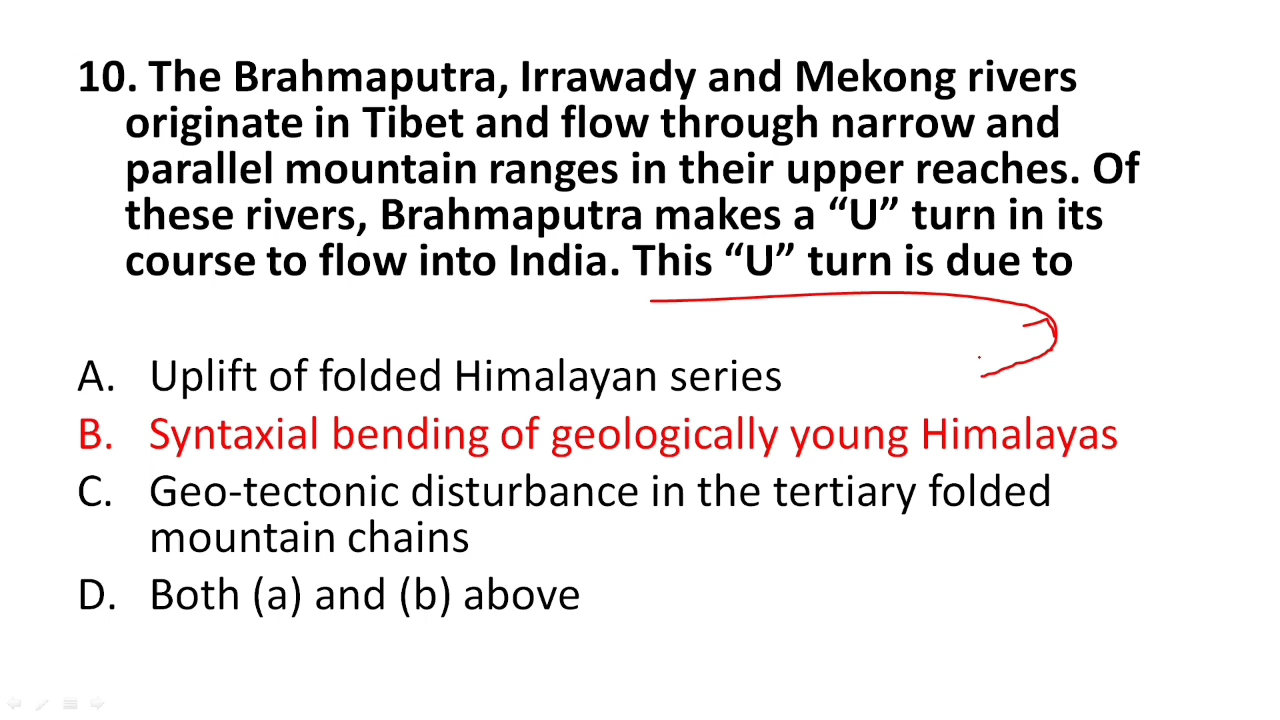 10. The Brahmaputra, Irrawady and Mekong rivers
originate in Tibet and flow through narrow and
parallel mountain ranges in their upper reaches. Of
these rivers, Brahmaputra makes a “U” turn in its
course to flow into India. This “U” turn is due to
A. Uplift of folded Himalayan series
B. Syntaxial bending of geologically young Himalayas
C. Geo-tectonic disturbance in the tertiary folded
mountain chains
D. Both (a) and (b) above